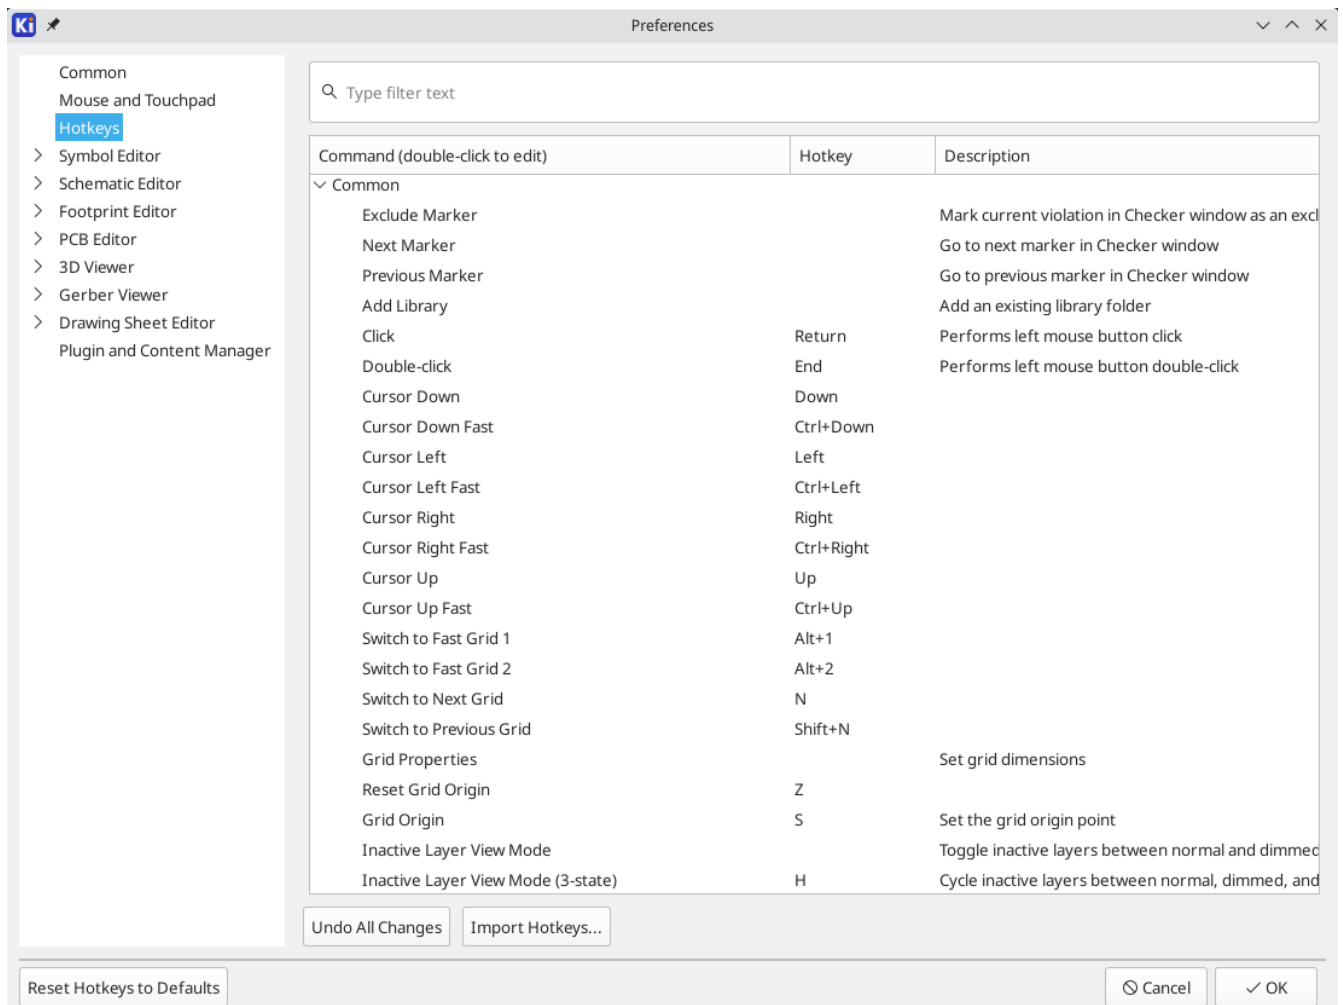 Ki Preferences
Common
Mouse and Touchpad
Hotkeys
Symbol Editor
Schematic Editor
Footprint Editor
PCB Editor
3D Viewer
Gerber Viewer
Drawing Sheet Editor
Plugin and Content Manager
Type filter text
Command (double-click to edit) Hotkey Description
Common
Exclude Marker Mark current violation in Checker window as an excl
Next Marker Go to next marker in Checker window
Previous Marker Go to previous marker in Checker window
Add Library Add an existing library folder
Click Return Performs left mouse button click
Double-click End Performs left mouse button double-click
Cursor Down Down
Cursor Down Fast Ctrl+Down
Cursor Left Left
Cursor Left Fast Ctrl+Left
Cursor Right Right
Cursor Right Fast Ctrl+Right
Cursor Up Up
Cursor Up Fast Ctrl+Up
Switch to Fast Grid 1 Alt+1
Switch to Fast Grid 2 Alt+2
Switch to Next Grid N
Switch to Previous Grid Shift+N
Grid Properties Set grid dimensions
Reset Grid Origin Z
Grid Origin S Set the grid origin point
Inactive Layer View Mode Toggle inactive layers between normal and dimmed
Inactive Layer View Mode (3-state) H Cycle inactive layers between normal, dimmed, and
Undo All Changes Import Hotkeys...
Reset Hotkeys to Defaults Cancel OK